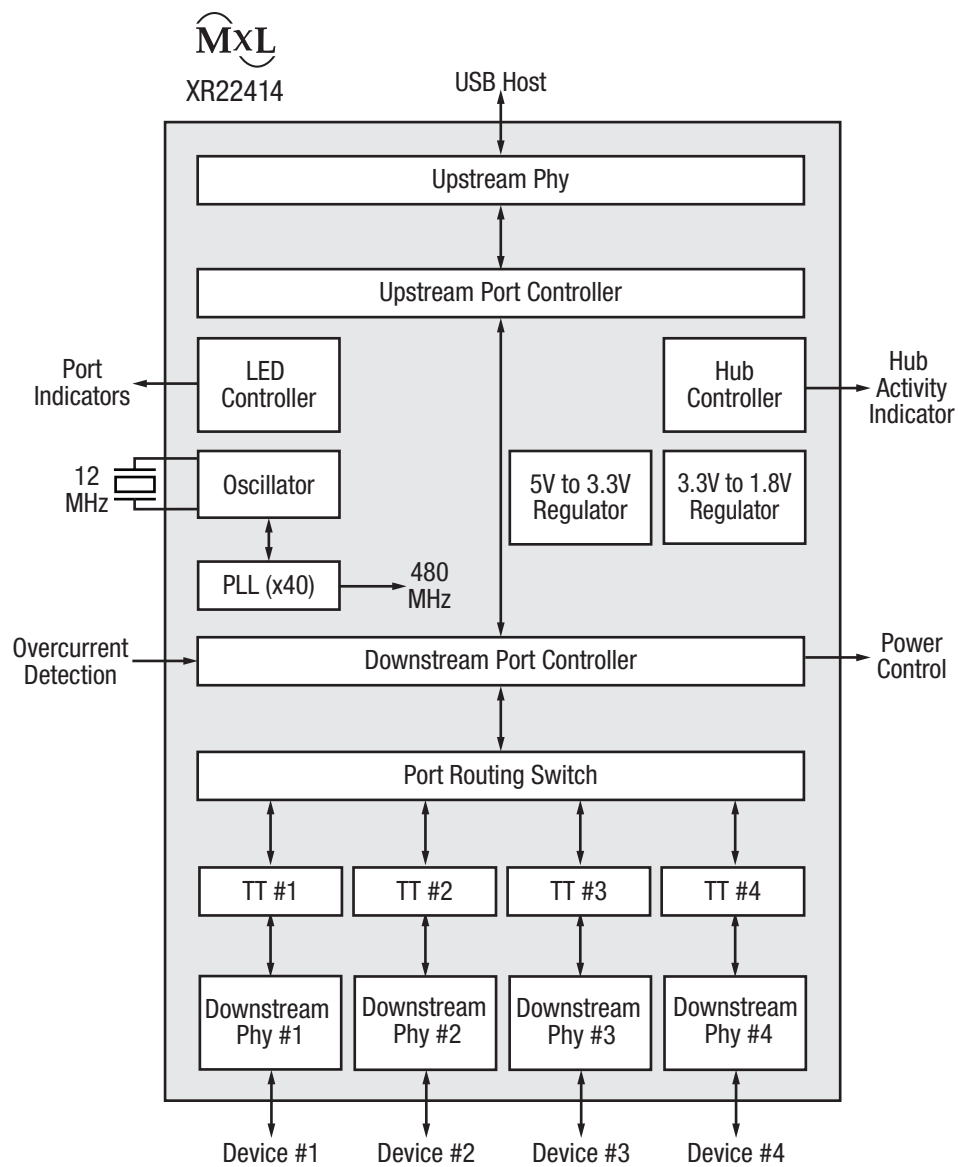 MxL
XR22414
USB Host
Upstream Phy
Upstream Port Controller
Port
Indicators
LED
Controller
Hub
Controller
Hub
Activity
Indicator
12
MHz
Oscillator
5V to 3.3V
Regulator
3.3V to 1.8V
Regulator
PLL (x40)
480
MHz
Overcurrent
Detection
Downstream Port Controller
Power
Control
Port Routing Switch
TT #1
TT #2
TT #3
TT #4
Downstream
Phy #1
Downstream
Phy #2
Downstream
Phy #3
Downstream
Phy #4
Device #1
Device #2
Device #3
Device #4